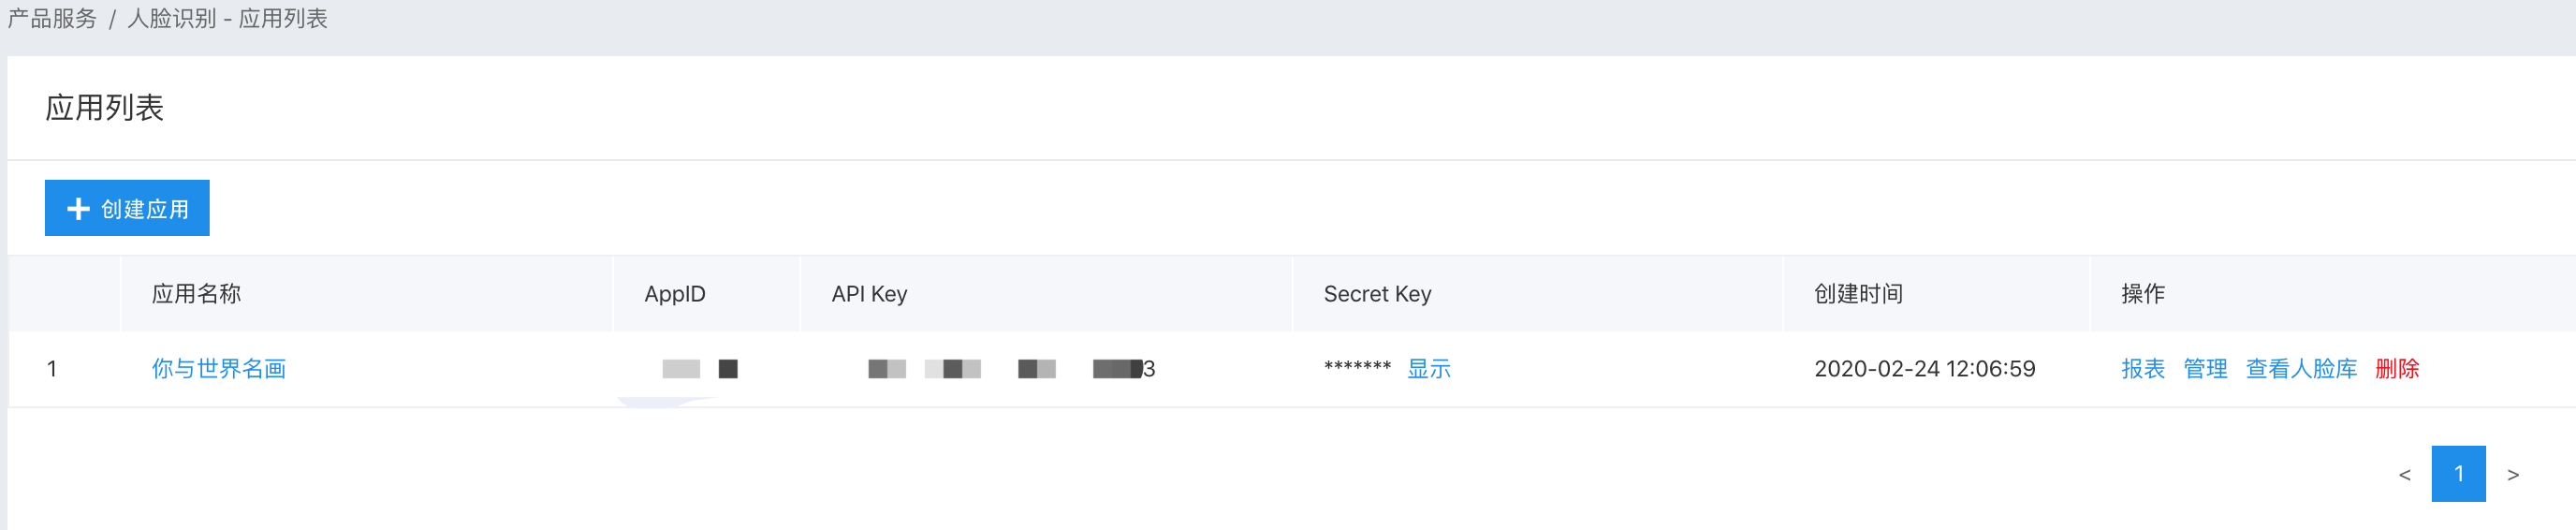 产品服务 / 人脸识别 - 应用列表
应用列表
创建应用
应用名称 AppID API Key Secret Key 创建时间 操作
1 你与世界名画 3 ******* 显示 2020-02-24 12:06:59 报表 管理 查看人脸库 删除
< 1 >